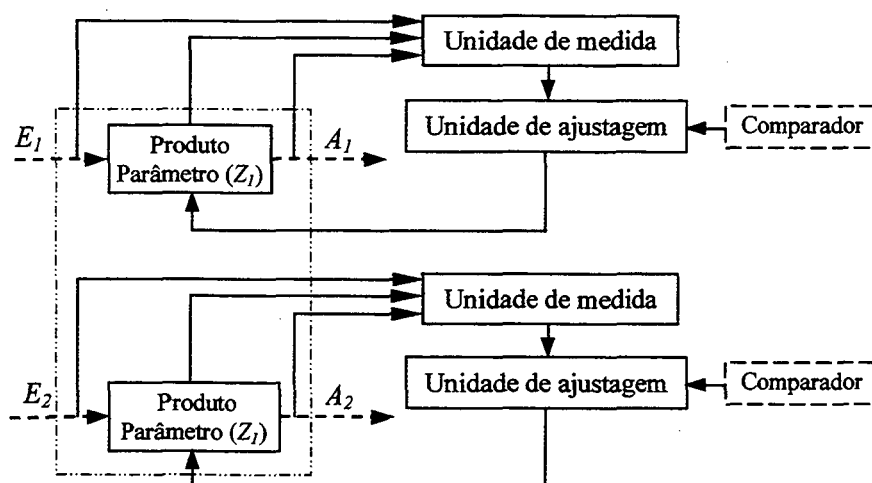 Unidade de medida
Unidade de ajustagem
Comparador
E1
Produto
Parâmetro (Z1)
A1
Unidade de medida
Unidade de ajustagem
Comparador
E2
Produto
Parâmetro (Z1)
A2